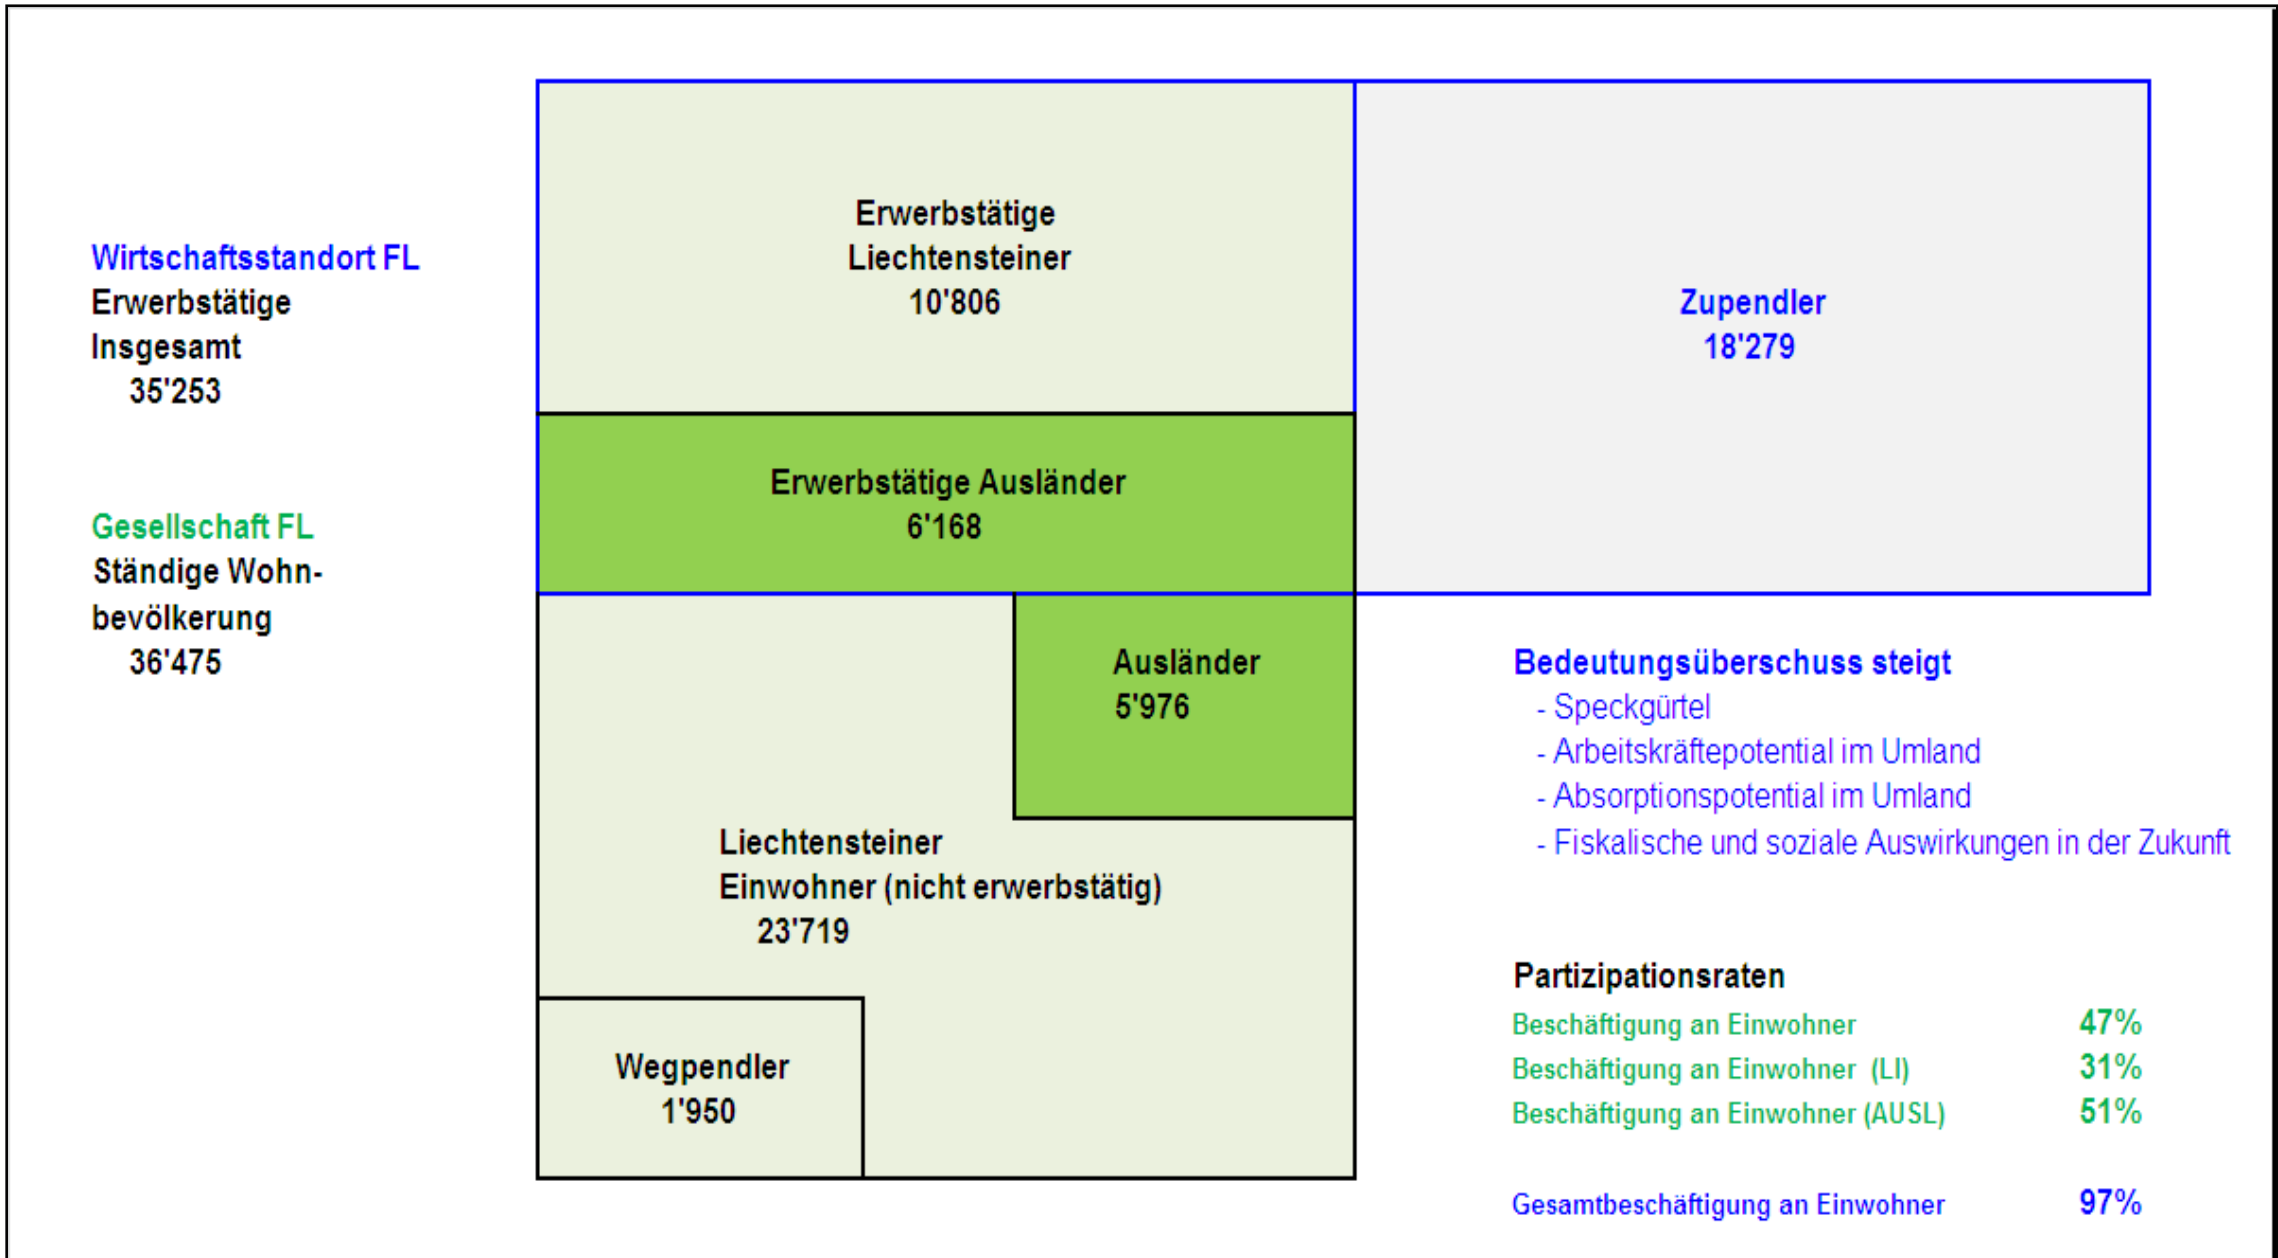 Wirtschaftsstandort FL
Erwerbstätige
Insgesamt
35'253
Gesellschaft FL
Ständige Wohn-
bevölkerung
36'475
Erwerbstätige
Liechtensteiner
10'806
Zupendler
18'279
Erwerbstätige Ausländer
6'168
Ausländer
5'976
Liechtensteiner
Einwohner (nicht erwerbstätig)
23'719
Wegpendler
1'950
Bedeutungsüberschuss steigt
- Speckgürtel
- Arbeitskräftepotential im Umland
- Absorptionspotential im Umland
- Fiskalische und soziale Auswirkungen in der Zukunft
Partizipationsraten
Beschäftigung an Einwohner 47%
Beschäftigung an Einwohner (LI) 31%
Beschäftigung an Einwohner (AUSL) 51%
Gesamtbeschäftigung an Einwohner 97%